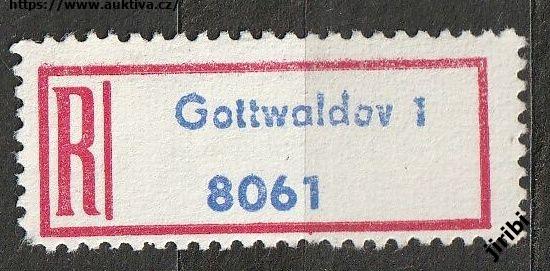 https://www.auktiva.cz/
R
Gottwaldov 1
8061
jiribi